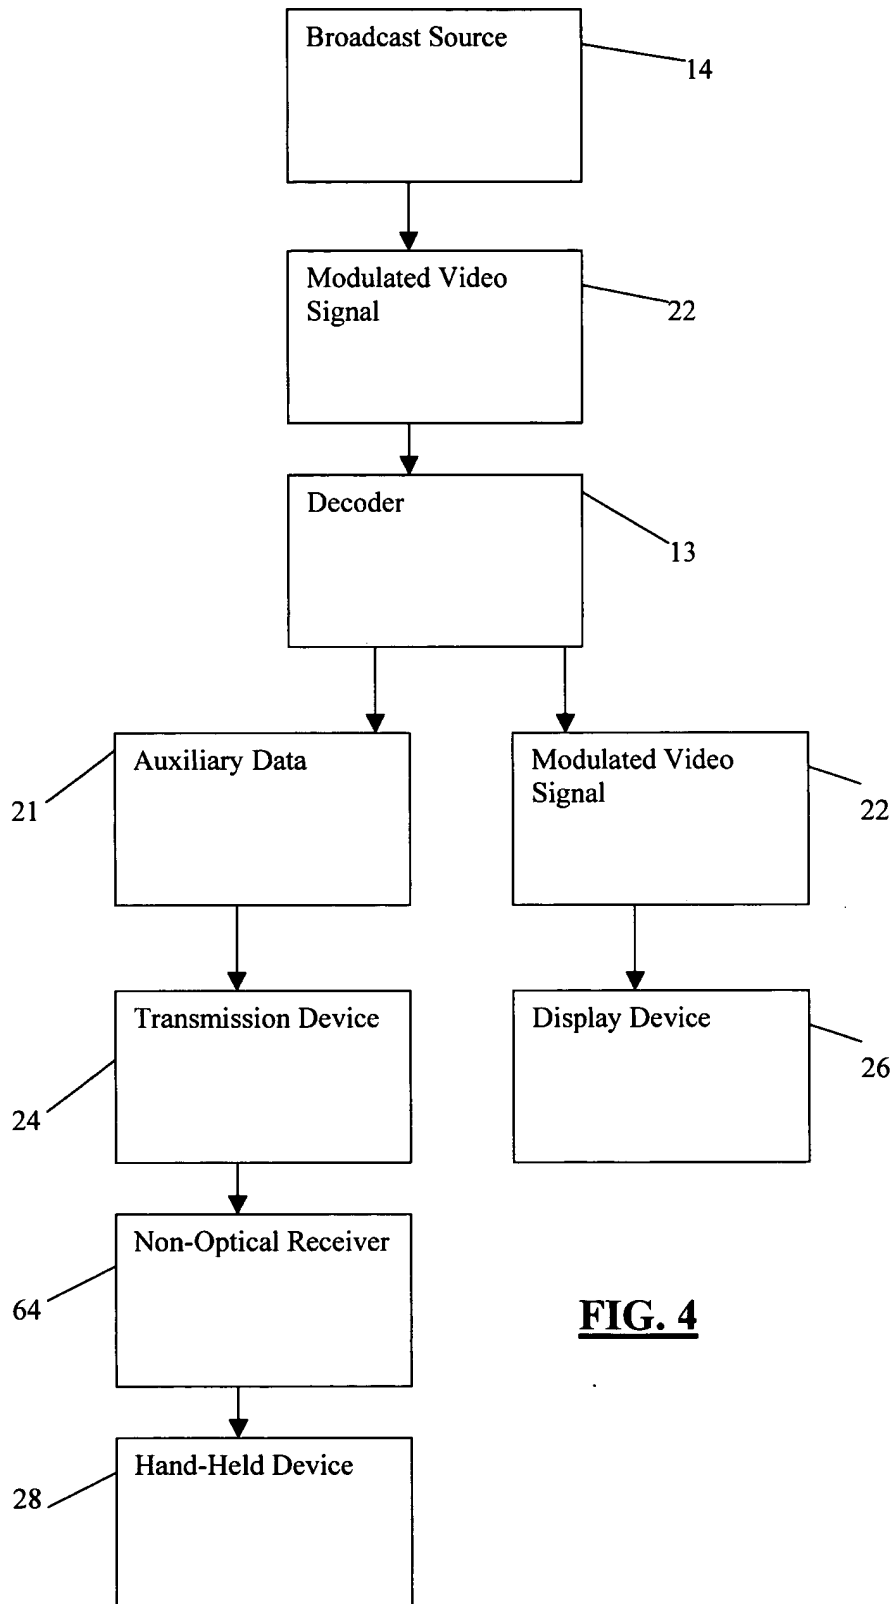 Broadcast Source
14
Modulated Video
Signal
22
Decoder
13
Auxiliary Data
21
Modulated Video
Signal
22
Transmission Device
24
Display Device
26
Non-Optical Receiver
64
FIG. 4
Hand-Held Device
28